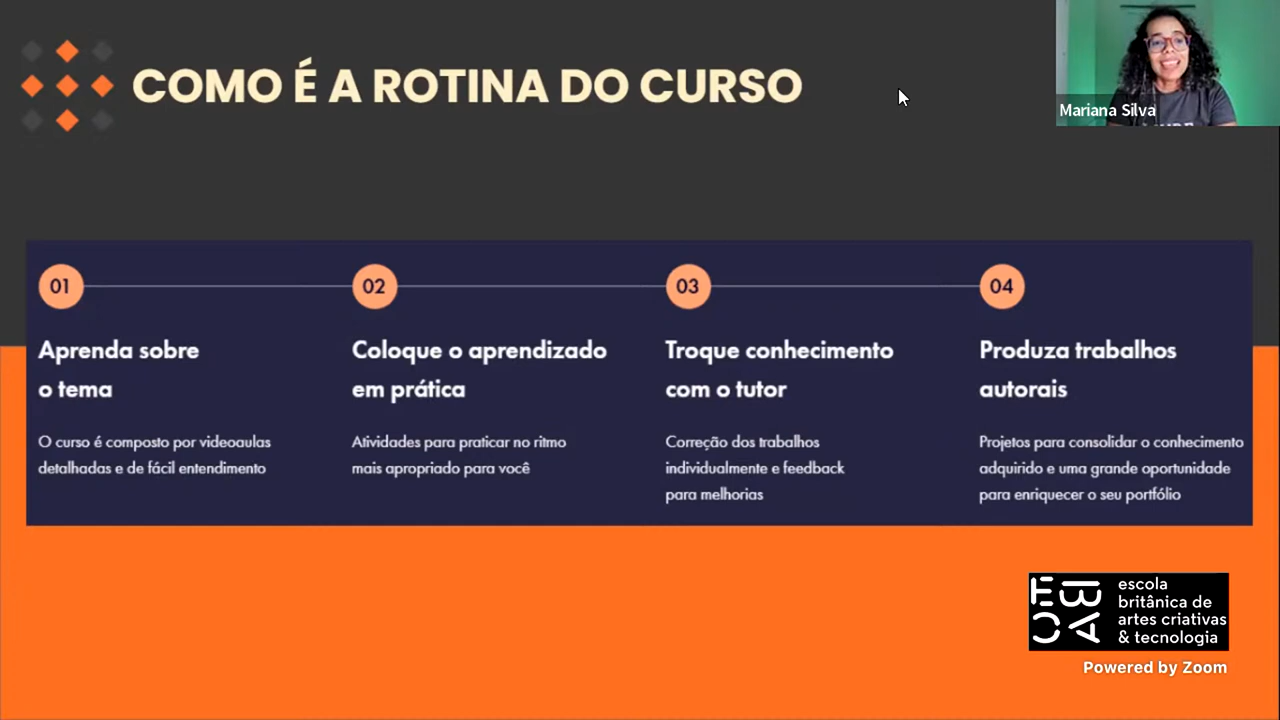 COMO É A ROTINA DO CURSO
Mariana Silva
01
02
03
04
Aprenda sobre
o tema
O curso é composto por videoaulas
detalhadas e de fácil entendimento
Coloque o aprendizado
em prática
Atividades para praticar no ritmo
mais apropriado para você
Troque conhecimento
com o tutor
Correção dos trabalhos
individualmente e feedback
para melhorias
Produza trabalhos
autorais
Projetos para consolidar o conhecimento
adquirido e uma grande oportunidade
para enriquecer o seu portfólio
escola
britânica de
artes criativas
& tecnologia
Powered by Zoom